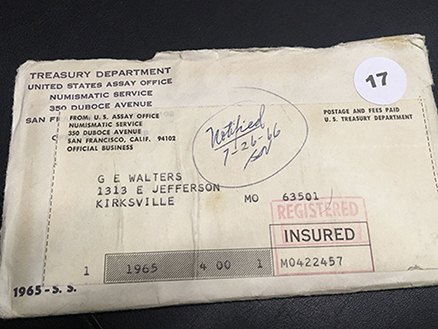 TREASURY DEPARTMENT
UNITED STATES ASSAY OFFICE
NUMISMATIC SERVICE
350 DUBOCE AVENUE
SAN
17
FROM: U. S. ASSAY OFFICE
NUMISMATIC SERVICE
350 DUBOCE AVENUE
SAN FRANCISCO, CALIF. 94102
OFFICIAL BUSINESS
Notified
7-26-66
POSTAGE AND FEES PAID
U. S. TREASURY DEPARTMENT
G E WALTERS
1313 E JEFFERSON
KIRKSVILLE MO 63501
REGISTERED
INSURED
1 1965 4 00 1 M0422457
1965-S. S.